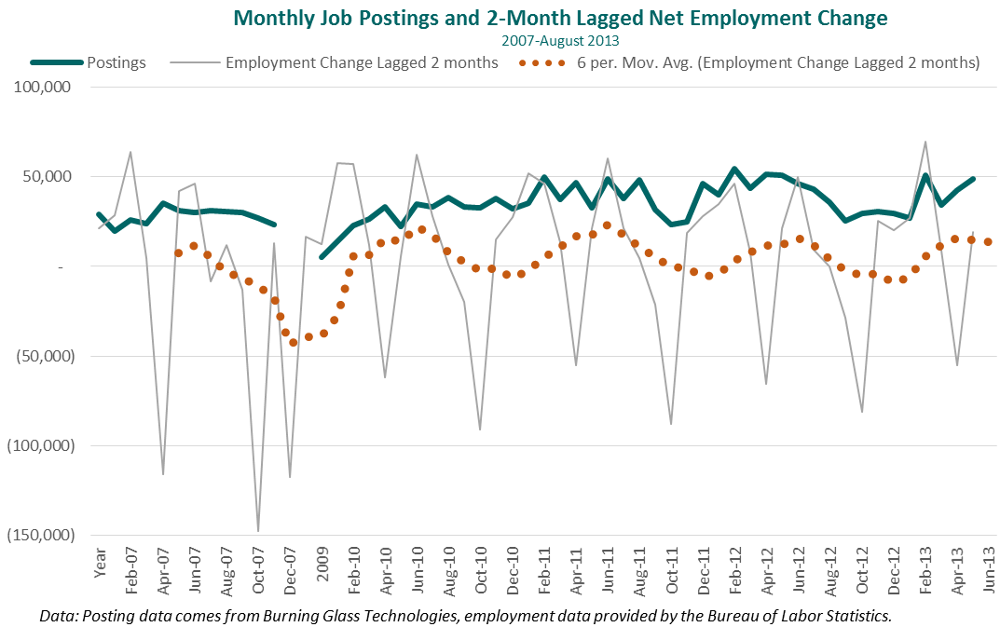 Monthly Job Postings and 2-Month Lagged Net Employment Change
2007-August 2013
Postings Employment Change Lagged 2 months 6 per. Mov. Avg. (Employment Change Lagged 2 months)
100,000
50,000
-
(50,000)
(100,000)
(150,000)
Year Feb-07 Apr-07 Jun-07 Aug-07 Oct-07 Dec-07 2009 Feb-10 Apr-10 Jun-10 Aug-10 Oct-10 Dec-10 Feb-11 Apr-11 Jun-11 Aug-11 Oct-11 Dec-11 Feb-12 Apr-12 Jun-12 Aug-12 Oct-12 Dec-12 Feb-13 Apr-13 Jun-13
Data: Posting data comes from Burning Glass Technologies, employment data provided by the Bureau of Labor Statistics.